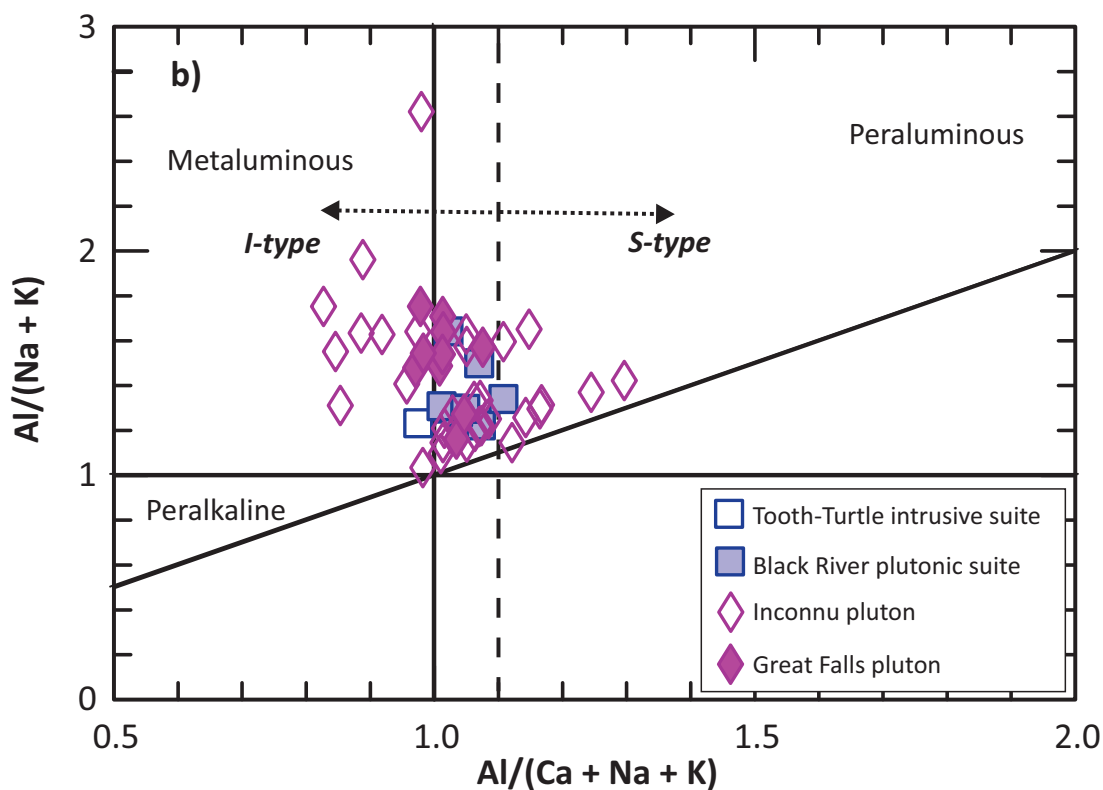 3
b)
Peraluminous
Metaluminous
I-type
S-type
2
Al/(Na + K)
1
Peralkaline
Tooth-Turtle intrusive suite
Black River plutonic suite
Inconnu pluton
Great Falls pluton
0
0.5 1.0 1.5 2.0
Al/(Ca + Na + K)